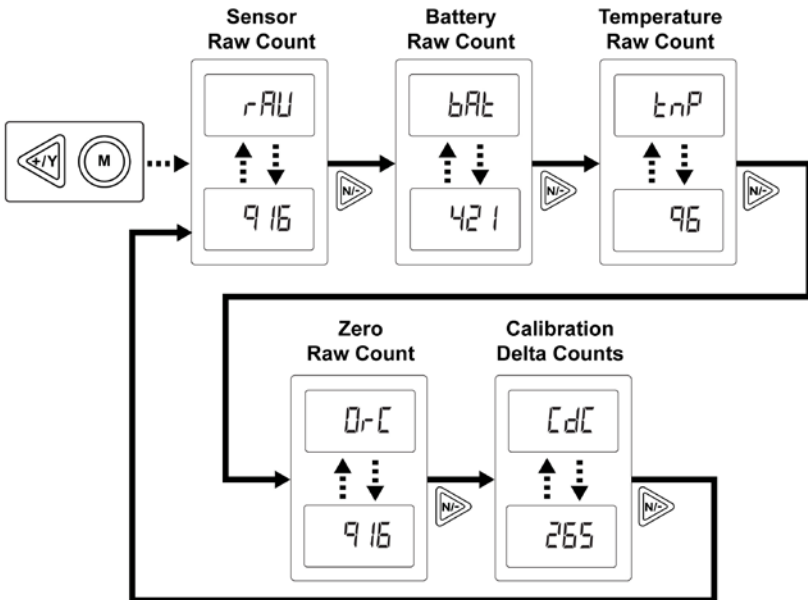 Sensor
Raw Count
Battery
Raw Count
Temperature
Raw Count
rAU
bAt
tnP
+/Y
M
N/-
N/-
N/-
916
421
96
Zero
Raw Count
Calibration
Delta Counts
0rC
CdC
N/-
N/-
916
265